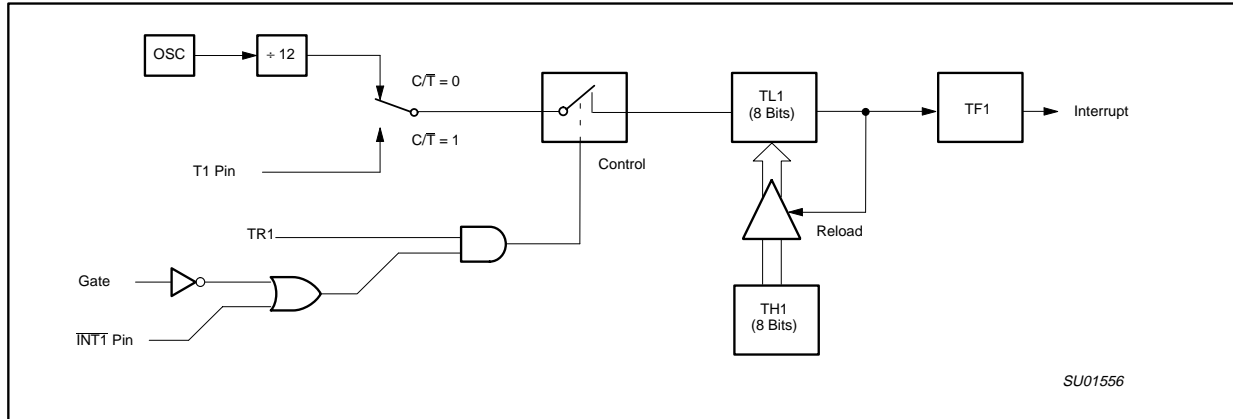 OSC
÷ 12
C/T̅ = 0
C/T̅ = 1
T1 Pin
Control
TL1
(8 Bits)
TF1
Interrupt
Reload
TR1
Gate
I̅N̅T̅1̅ Pin
TH1
(8 Bits)
SU01556